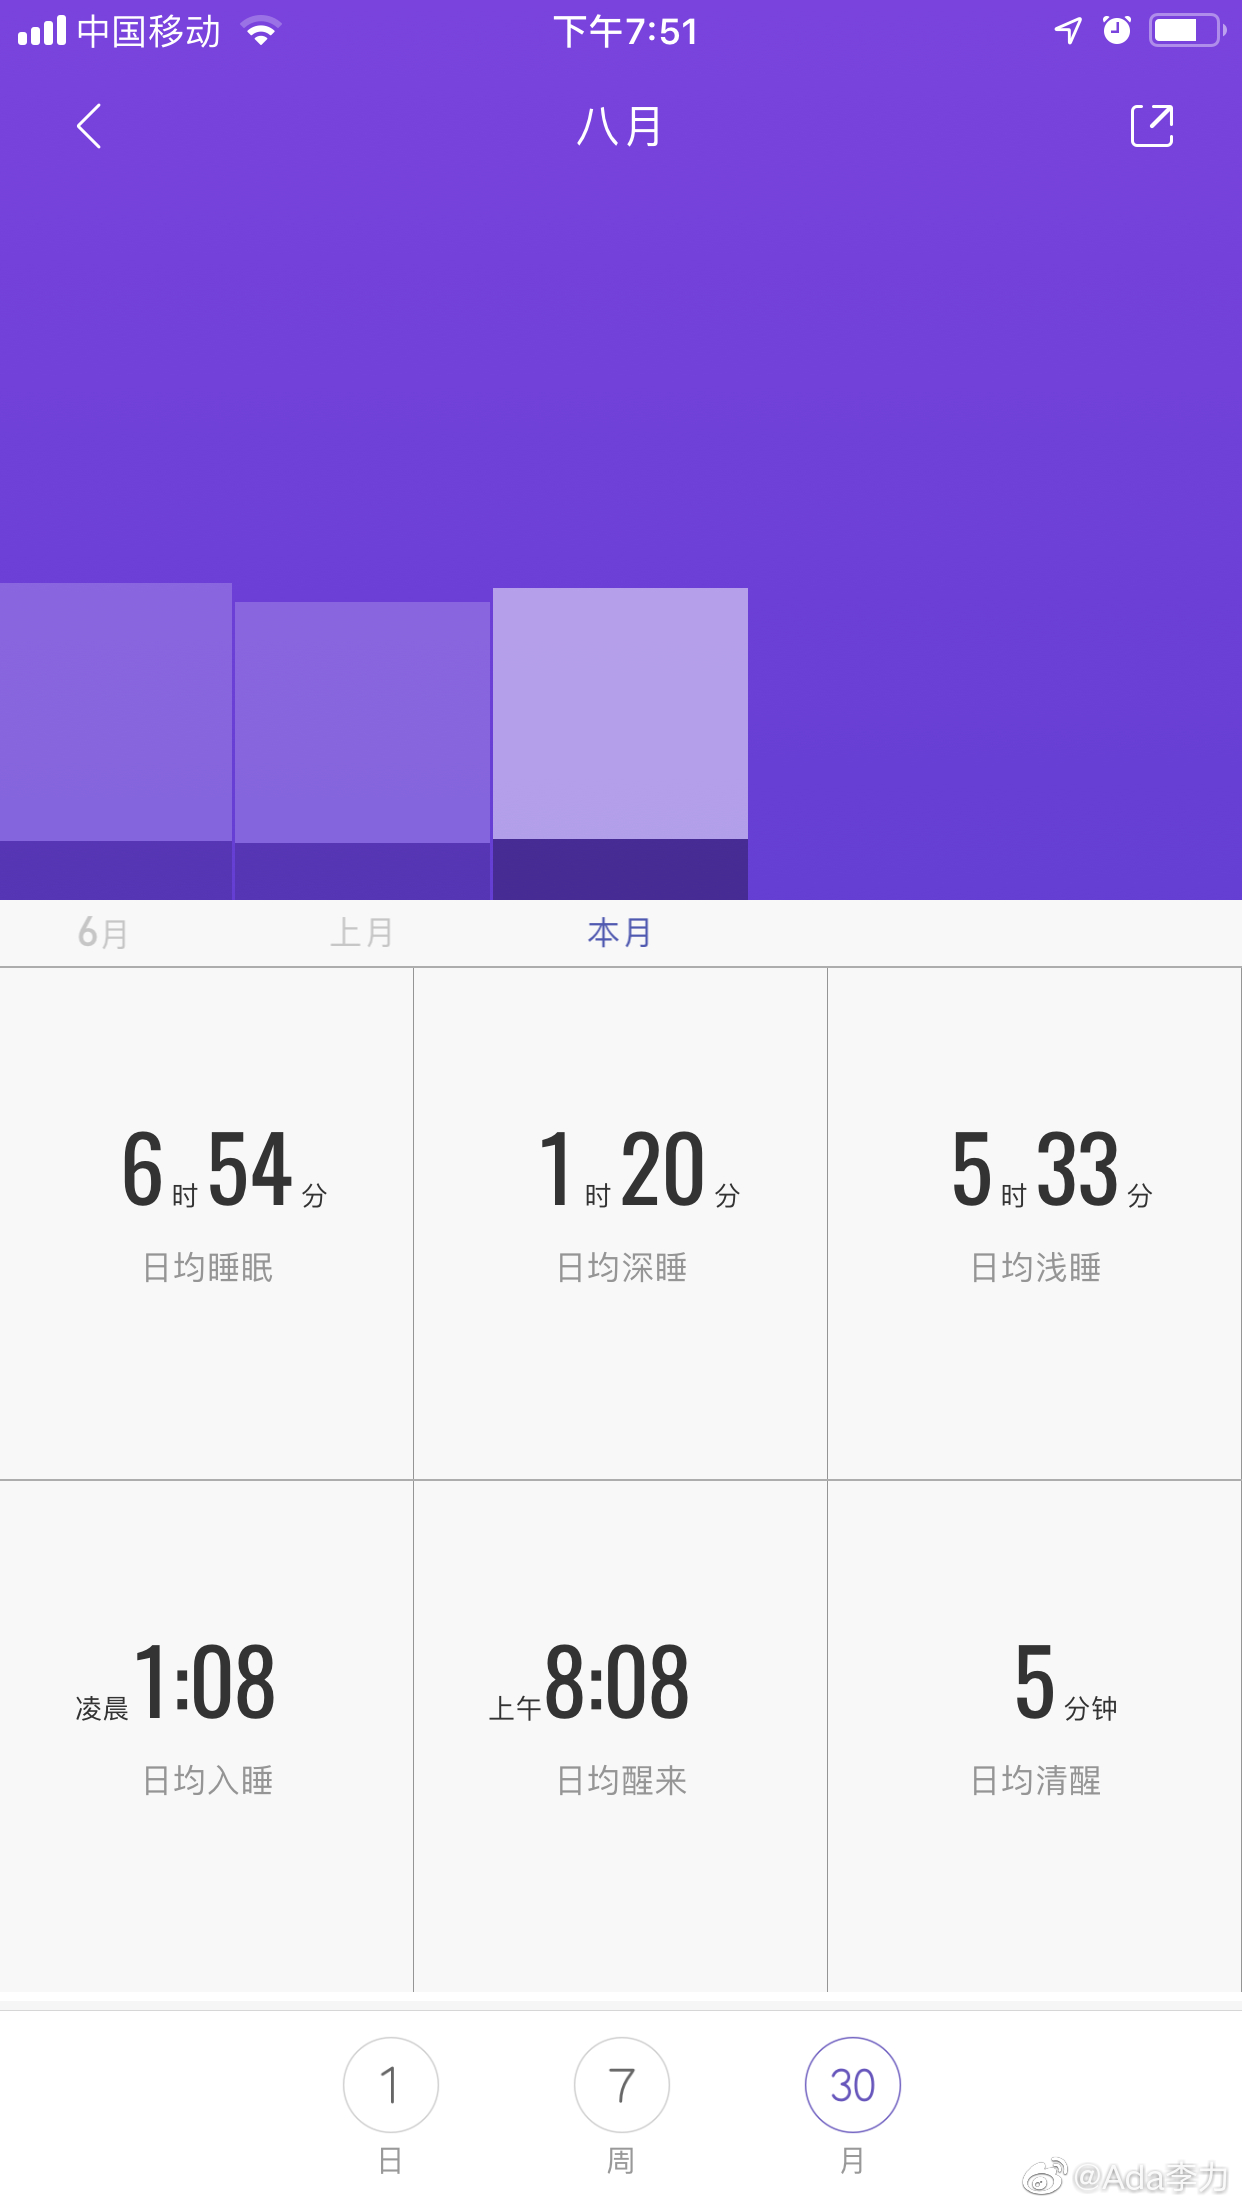 中国移动 下午7:51
八月
6月 上月 本月
6时54分 1时20分 5时33分
日均睡眠 日均深睡 日均浅睡
凌晨1:08 上午8:08 5分钟
日均入睡 日均醒来 日均清醒
1 7 30
日 周 月
@Ada李力